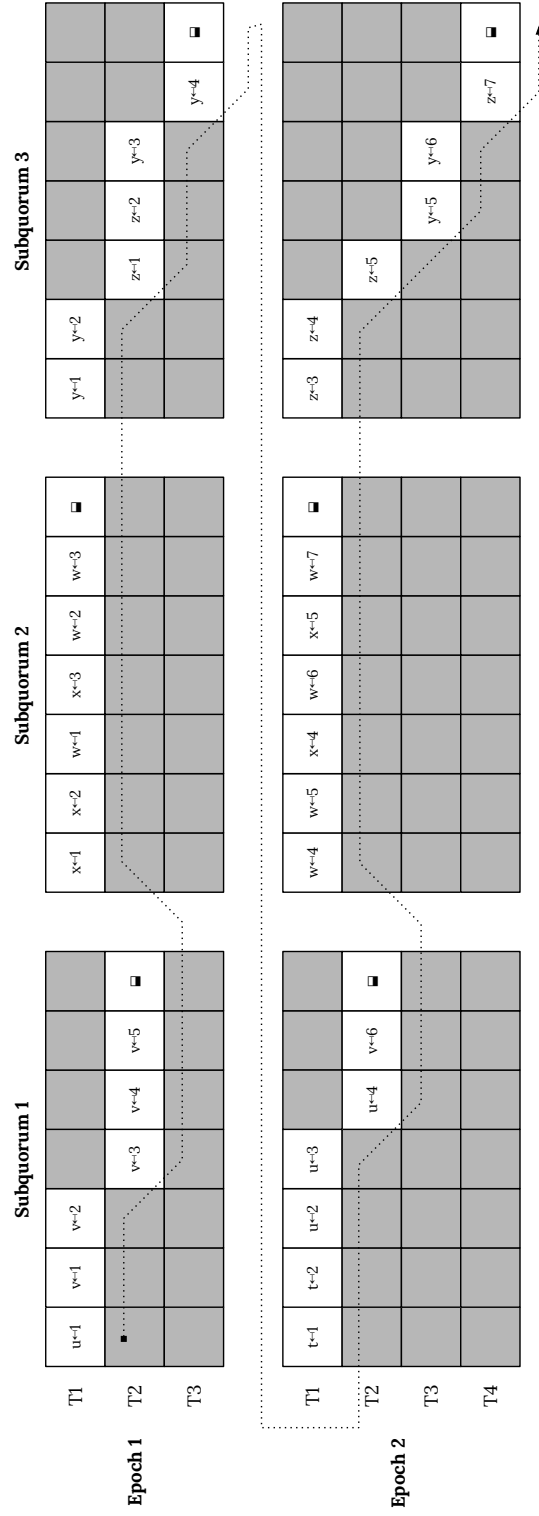 Subquorum 1 Subquorum 2 Subquorum 3
Epoch 1
T1 u←1 v←1 v←2 x←1 x←2 w←1 x←3 w←2 w←3 y←1 y←2
T2 v←3 v←4 v←5 z←1 z←2 y←3
T3 y←4
Epoch 2
T1 t←1 t←2 u←2 u←3 w←4 w←5 x←4 w←6 x←5 w←7 z←3 z←4
T2 u←4 v←6 z←5
T3 y←5 y←6
T4 z←7